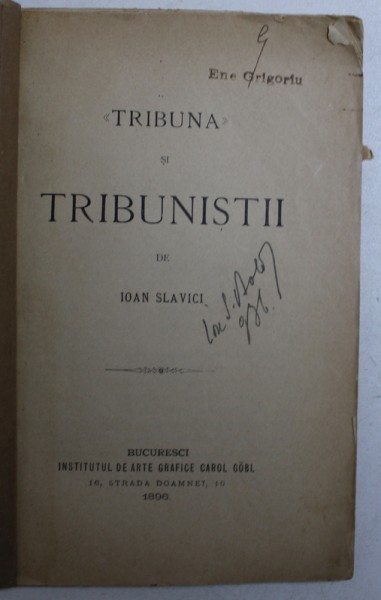 Ene Grigoriu
«TRIBUNA»
ȘI
TRIBUNIȘTII
DE
IOAN SLAVICI
BUCURESCI
INSTITUTUL DE ARTE GRAFICE CAROL GÖBL
16, STRADA DOAMNEĬ, 16
1896